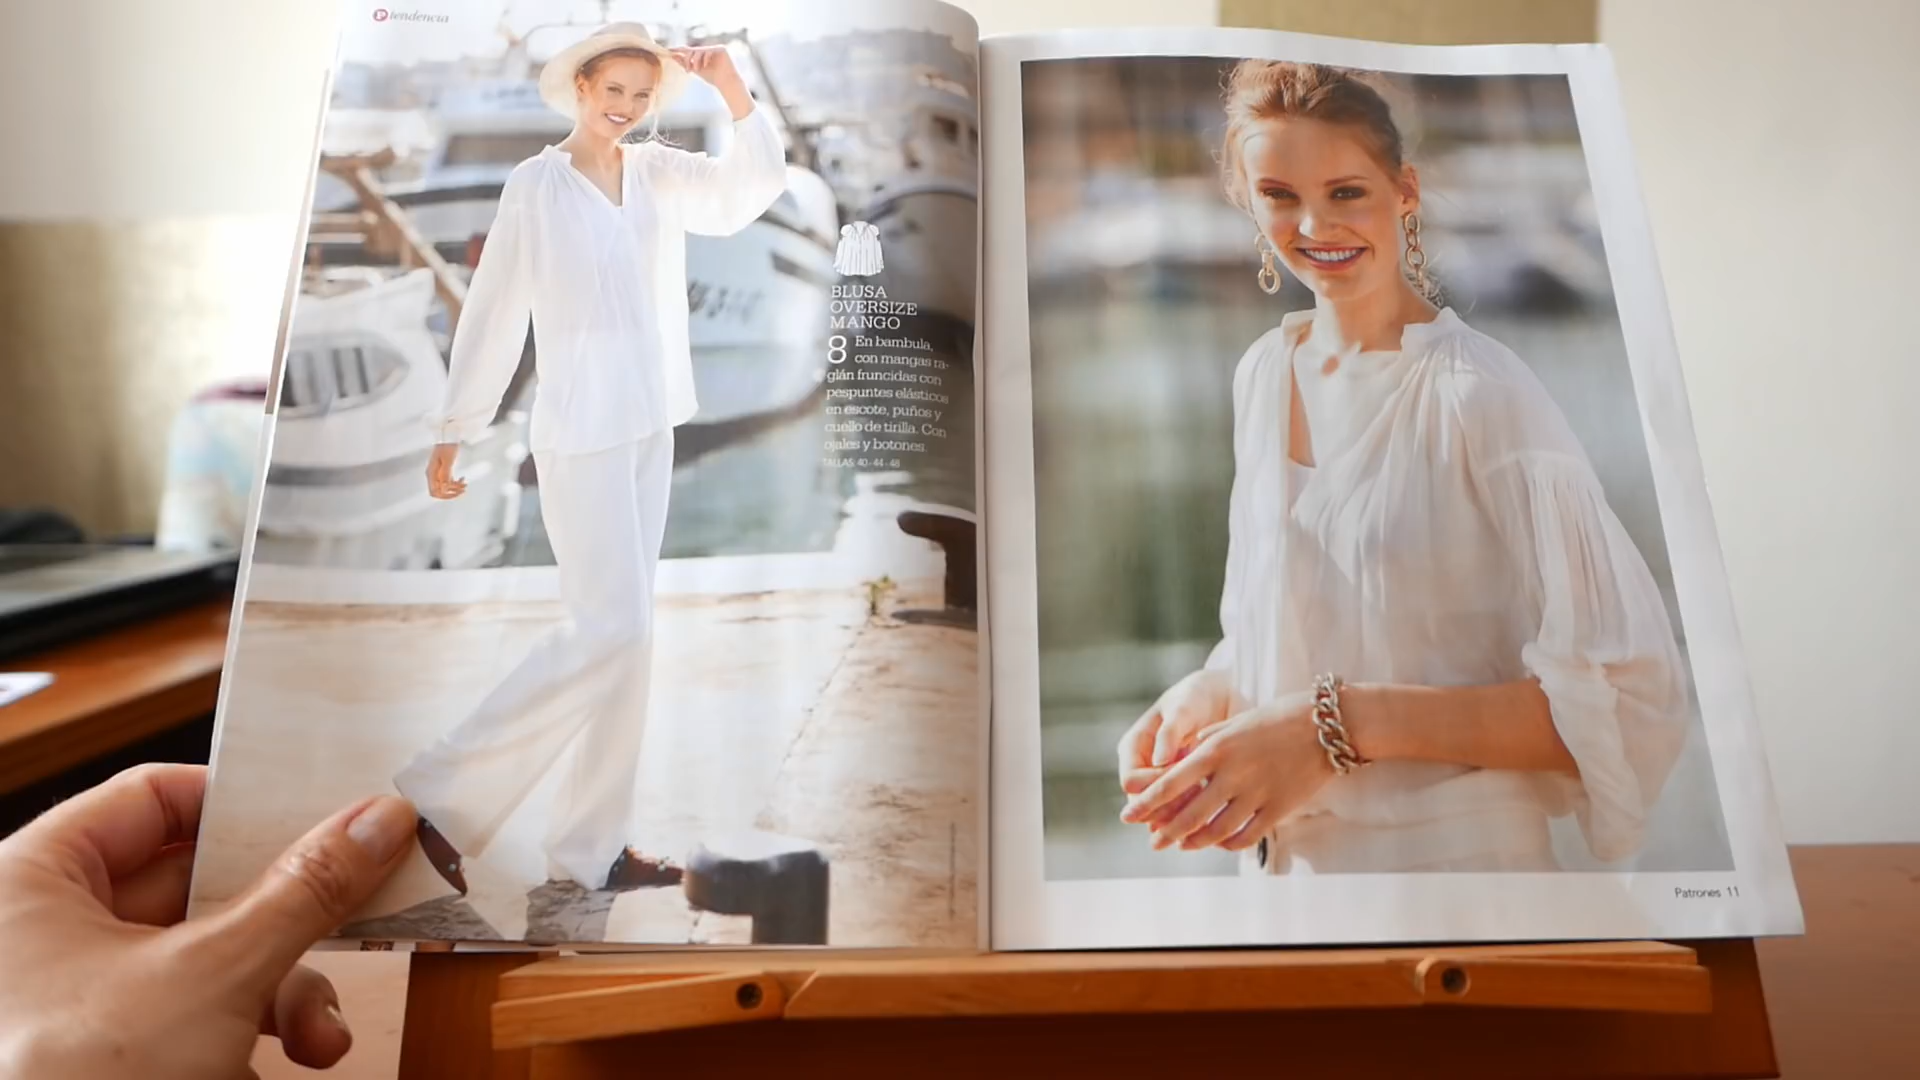 P tendencia
BLUSA
OVERSIZE
MANGO
8 En bambula,
con mangas ra-
glán fruncidas con
pespuntes elásticos
en escote, puños y
cuello de tirilla. Con
ojales y botones.
TALLAS: 40 - 44 - 48
Patrones 11